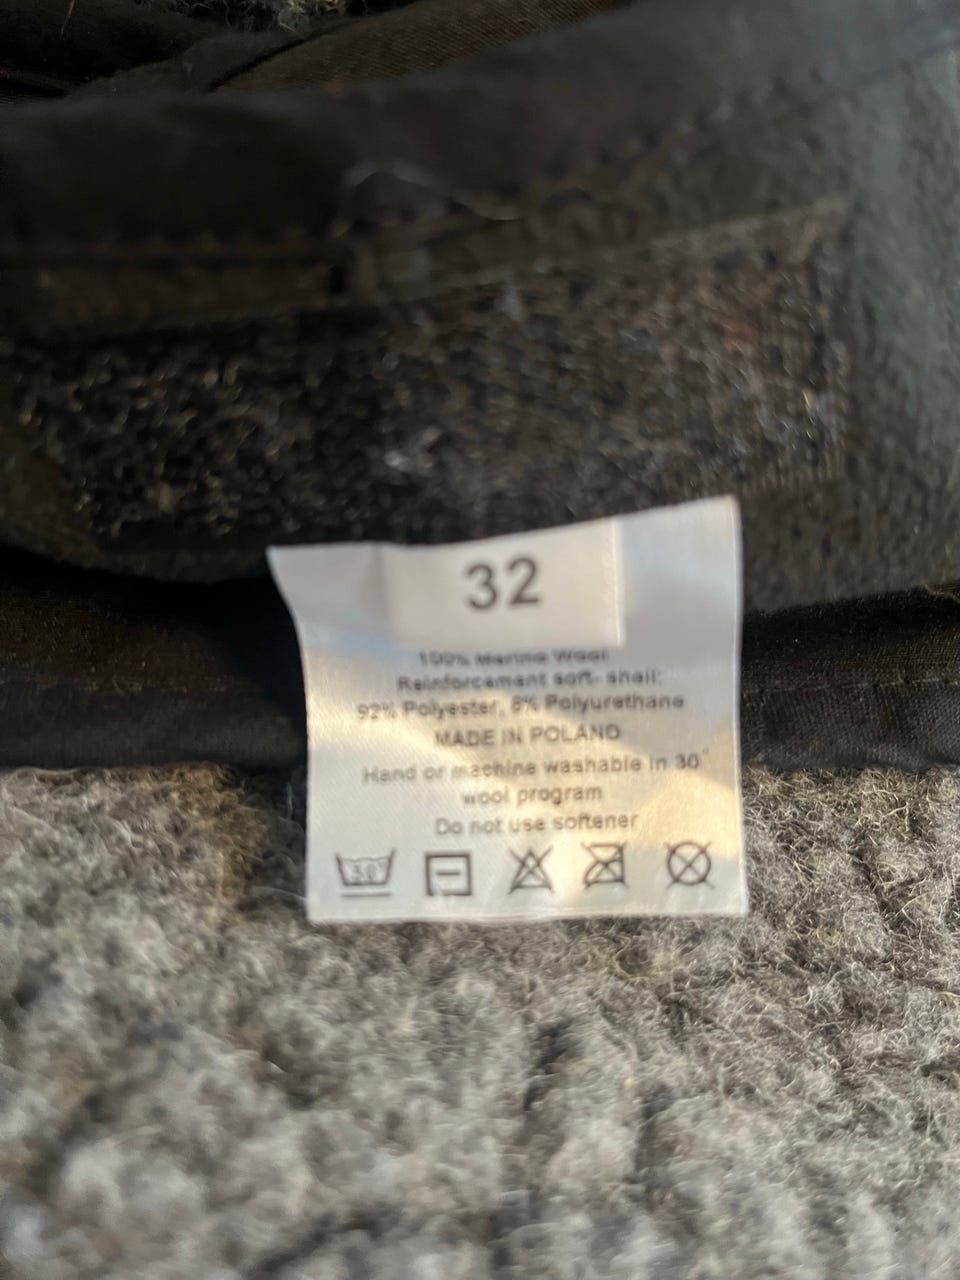 32
100% Merino Wool
Reinforcement soft- shell:
92% Polyester, 8% Polyurethane
MADE IN POLAND
Hand or machine washable in 30°
wool program
Do not use softener
30°